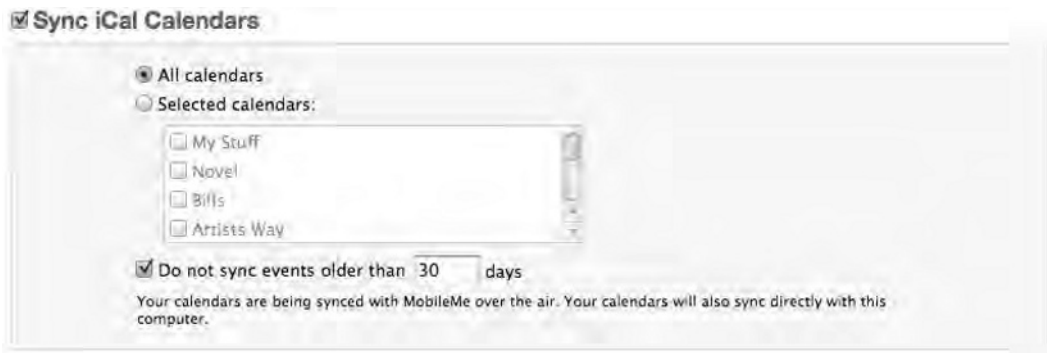 Sync iCal Calendars
All calendars
Selected calendars:
My Stuff
Novel
Bills
Artists Way
Do not sync events older than 30 days
Your calendars are being synced with MobileMe over the air. Your calendars will also sync directly with this
computer.